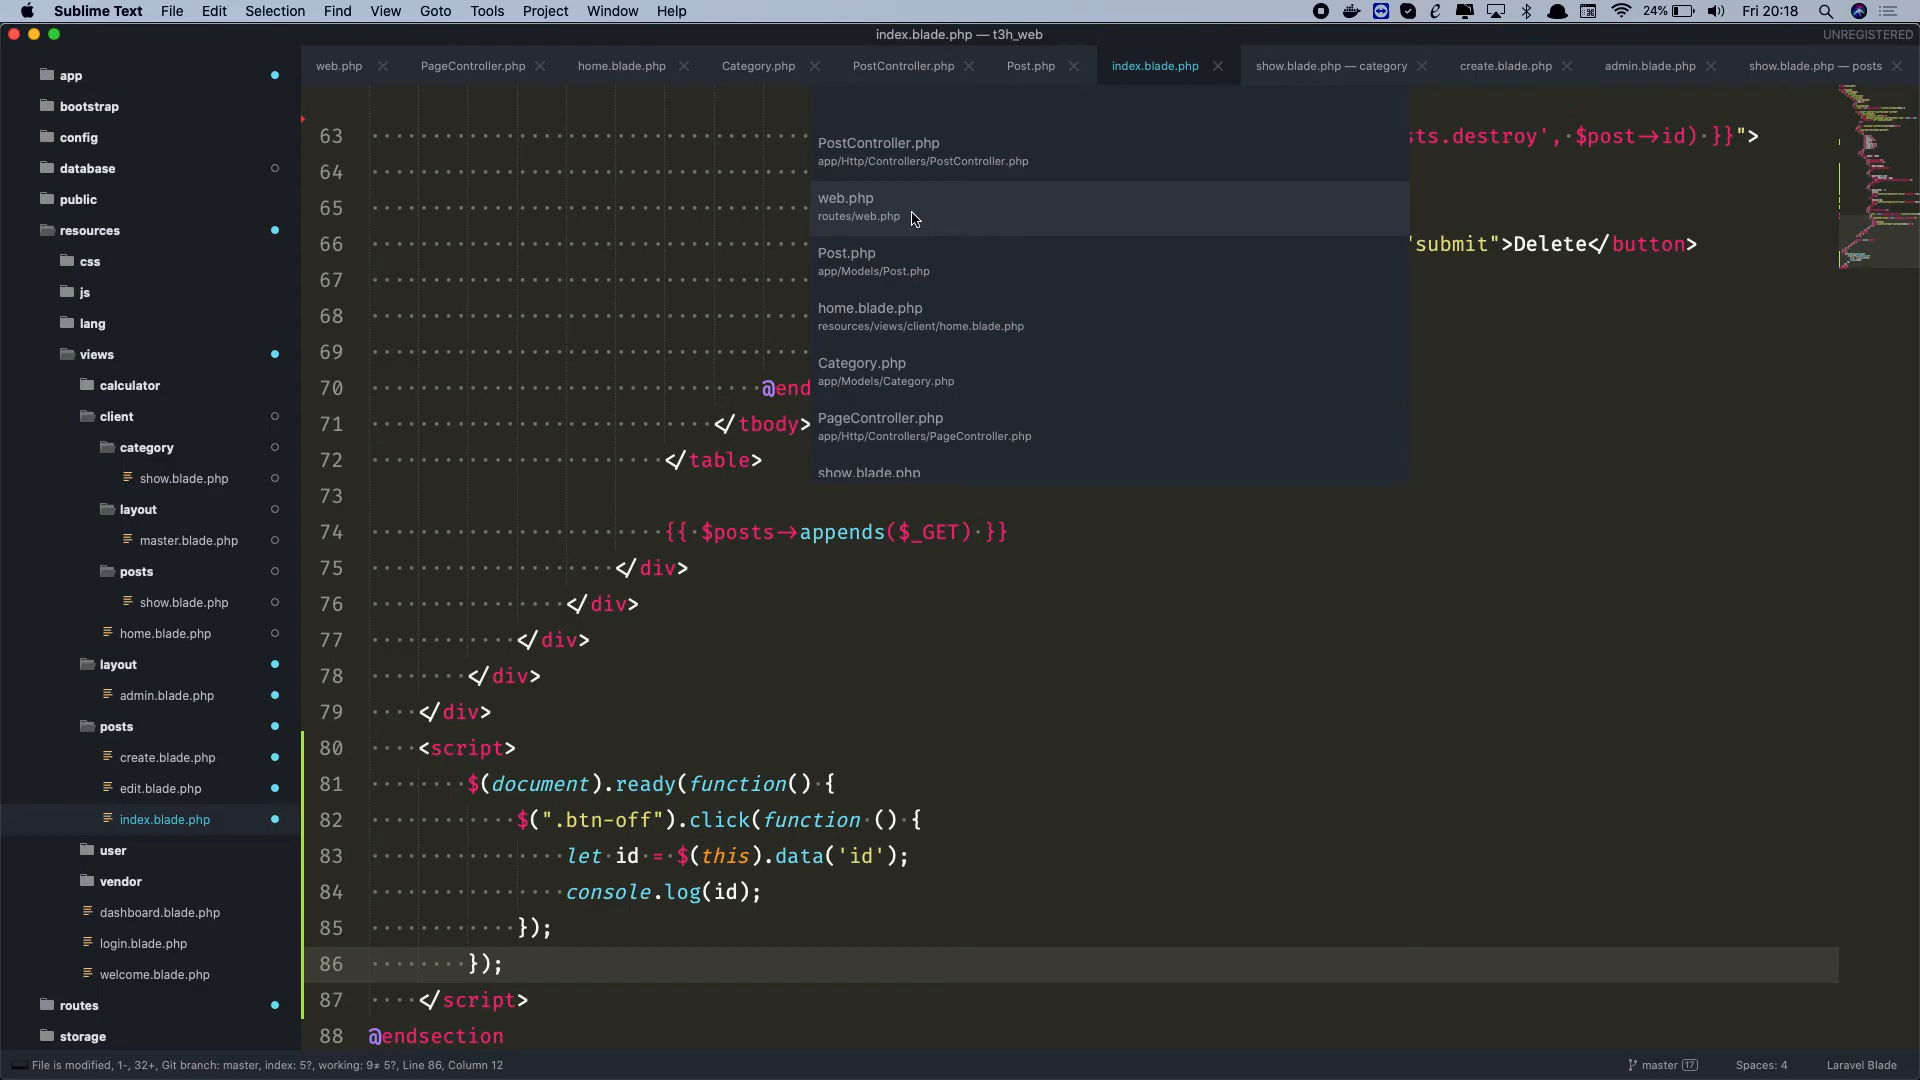 Sublime Text File Edit Selection Find View Goto Tools Project Window Help 24% Fri 20:18
index.blade.php — t3h_web UNREGISTERED
web.php PageController.php home.blade.php Category.php PostController.php Post.php index.blade.php show.blade.php — category create.blade.php admin.blade.php show.blade.php — posts
app
bootstrap
config
database
public
resources
css
js
lang
views
calculator
client
category
show.blade.php
layout
master.blade.php
posts
show.blade.php
home.blade.php
layout
admin.blade.php
posts
create.blade.php
edit.blade.php
index.blade.php
user
vendor
dashboard.blade.php
login.blade.php
welcome.blade.php
routes
storage
PostController.php
app/Http/Controllers/PostController.php
web.php
routes/web.php
Post.php
app/Models/Post.php
home.blade.php
resources/views/client/home.blade.php
Category.php
app/Models/Category.php
PageController.php
app/Http/Controllers/PageController.php
show.blade.php
63 sts.destroy', $post->id) }}">
64
65
66 "submit">Delete</button>
67
68
69
70 @end
71 </tbody>
72 </table>
73
74 {{ $posts->appends($_GET) }}
75 </div>
76 </div>
77 </div>
78 </div>
79 </div>
80 <script>
81 $(document).ready(function() {
82 $(".btn-off").click(function () {
83 let id = $(this).data('id');
84 console.log(id);
85 });
86 });
87 </script>
88 @endsection
File is modified, 1-, 32+, Git branch: master, index: 5?, working: 9≠ 5?, Line 86, Column 12 master 17 Spaces: 4 Laravel Blade